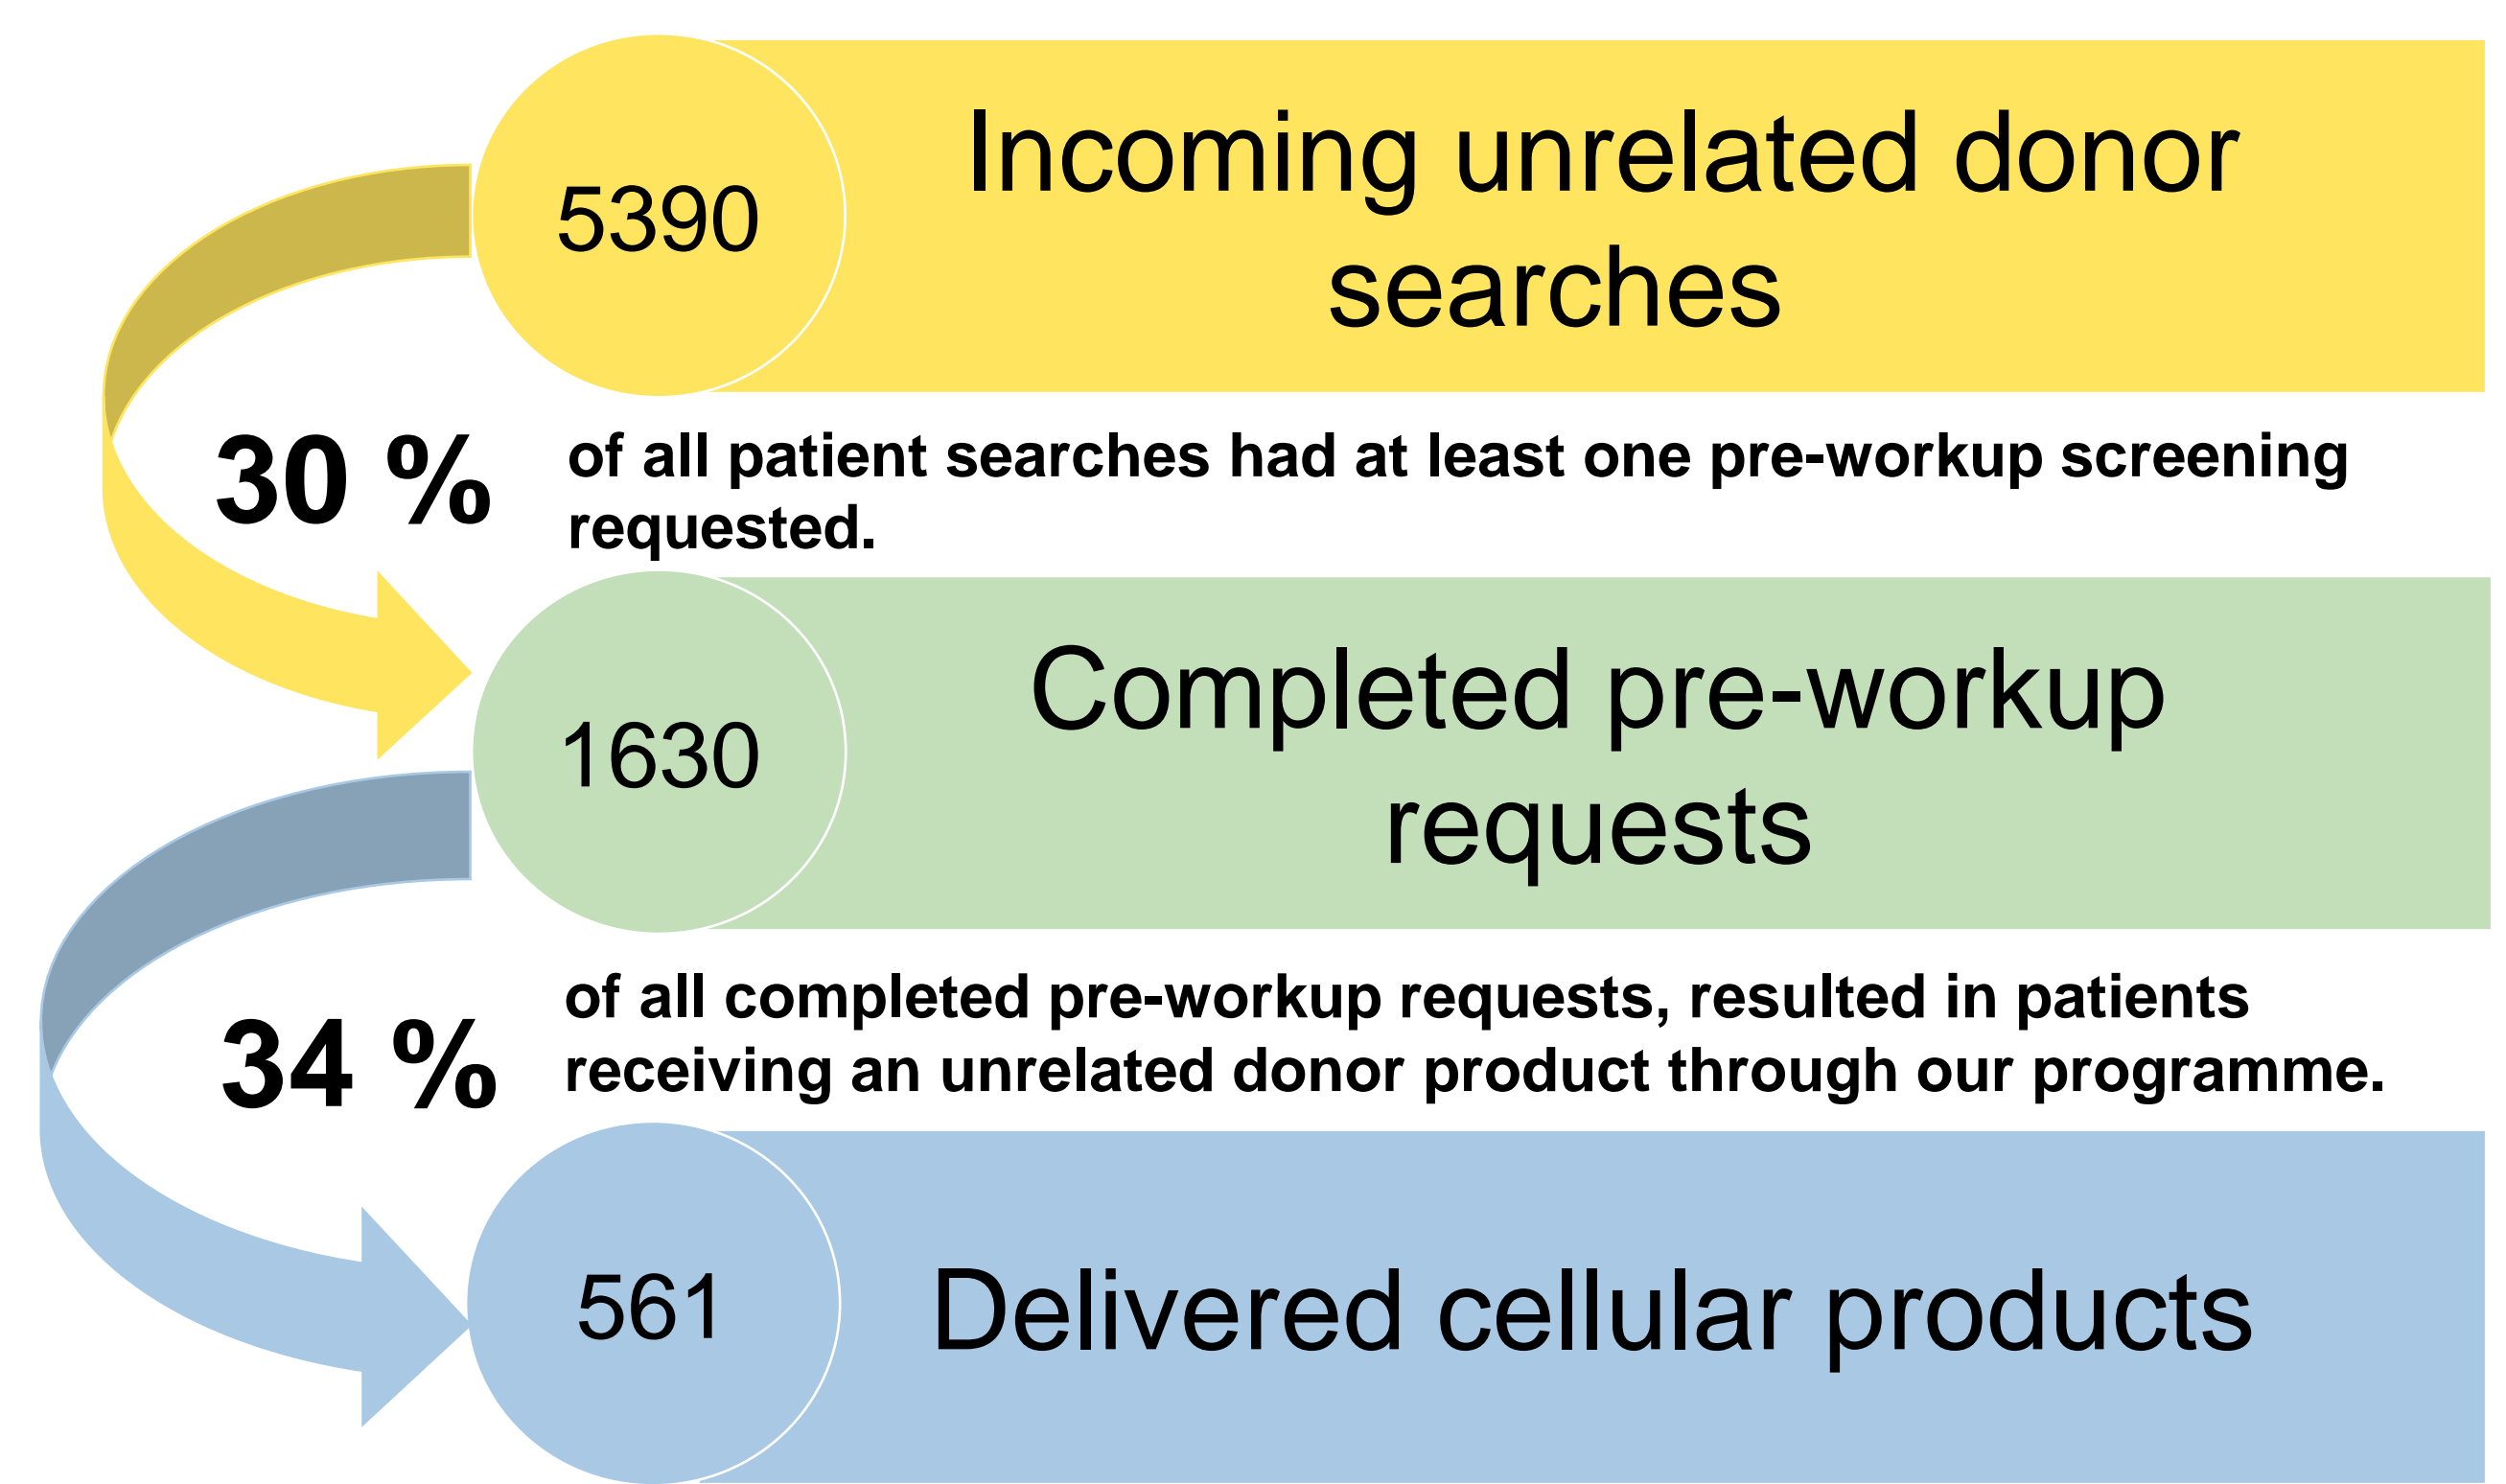 5390
Incoming unrelated donor
searches
30 %
of all patient searches had at least one pre-workup screening
requested.
1630
Completed pre-workup
requests
34 %
of all completed pre-workup requests, resulted in patients
receiving an unrelated donor product through our programme.
561
Delivered cellular products